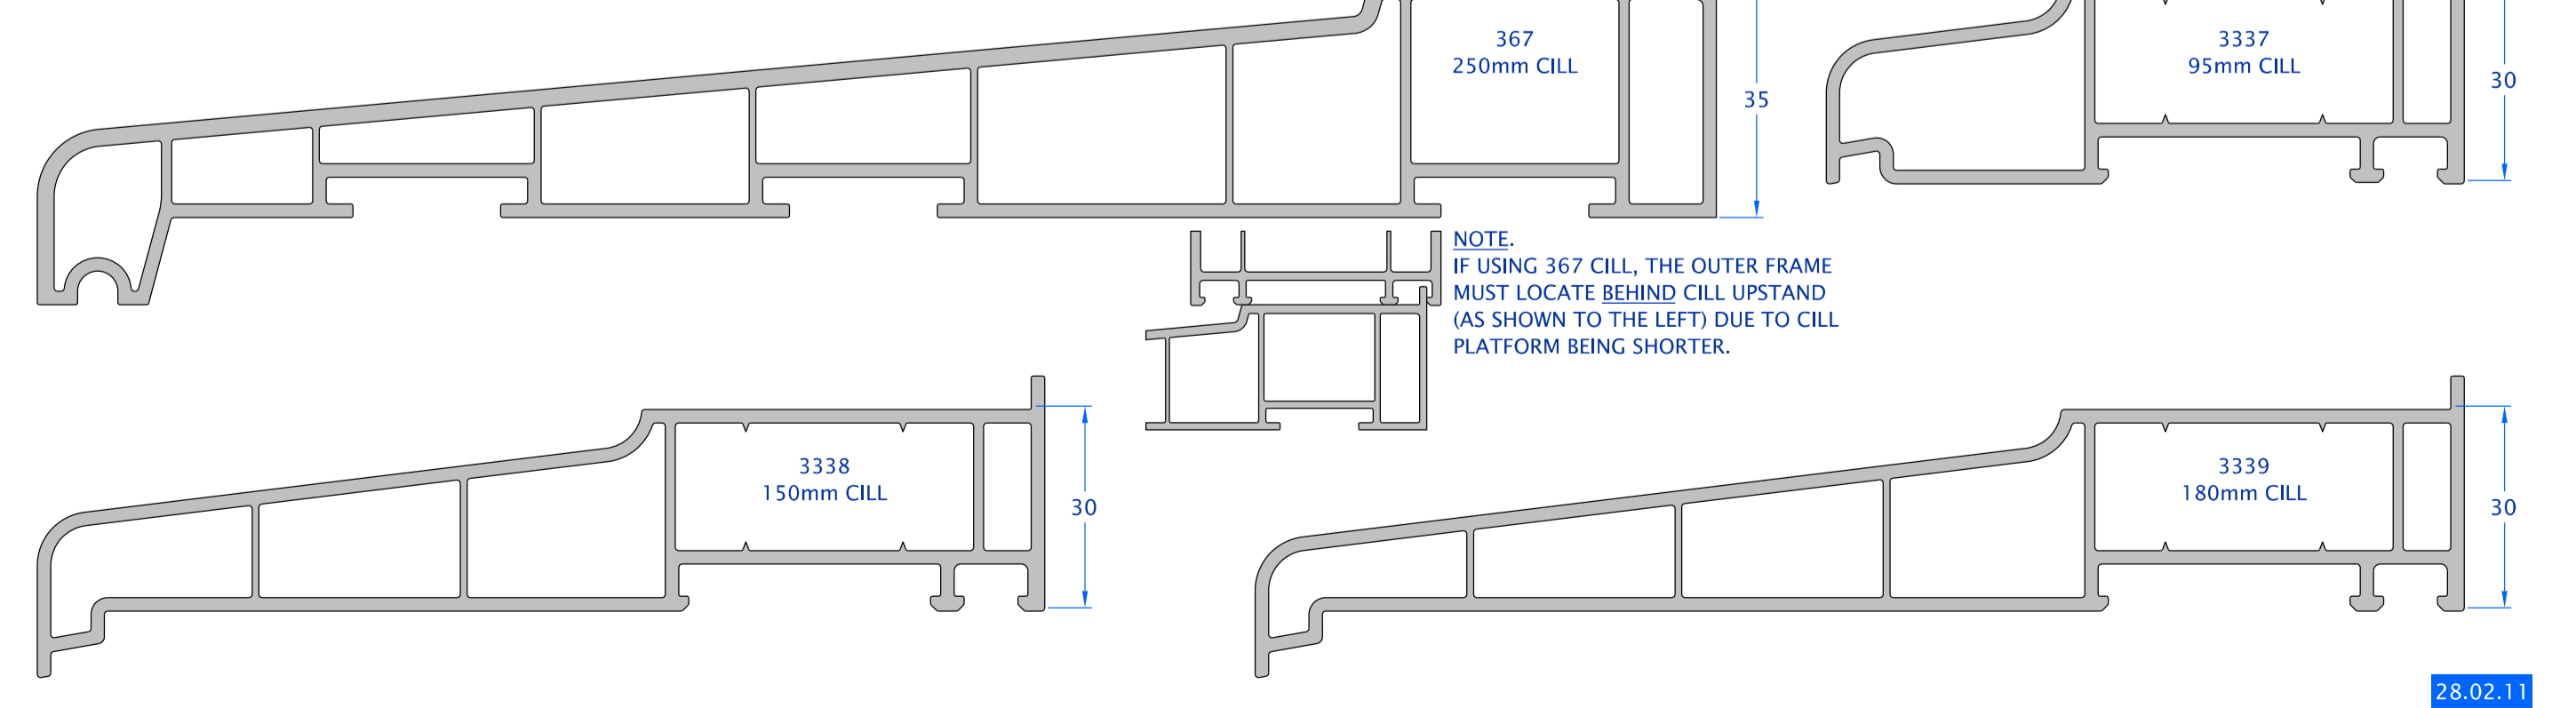 367
250mm CILL
35
3337
95mm CILL
30
NOTE.
IF USING 367 CILL, THE OUTER FRAME
MUST LOCATE BEHIND CILL UPSTAND
(AS SHOWN TO THE LEFT) DUE TO CILL
PLATFORM BEING SHORTER.
3338
150mm CILL
30
3339
180mm CILL
30
28.02.11